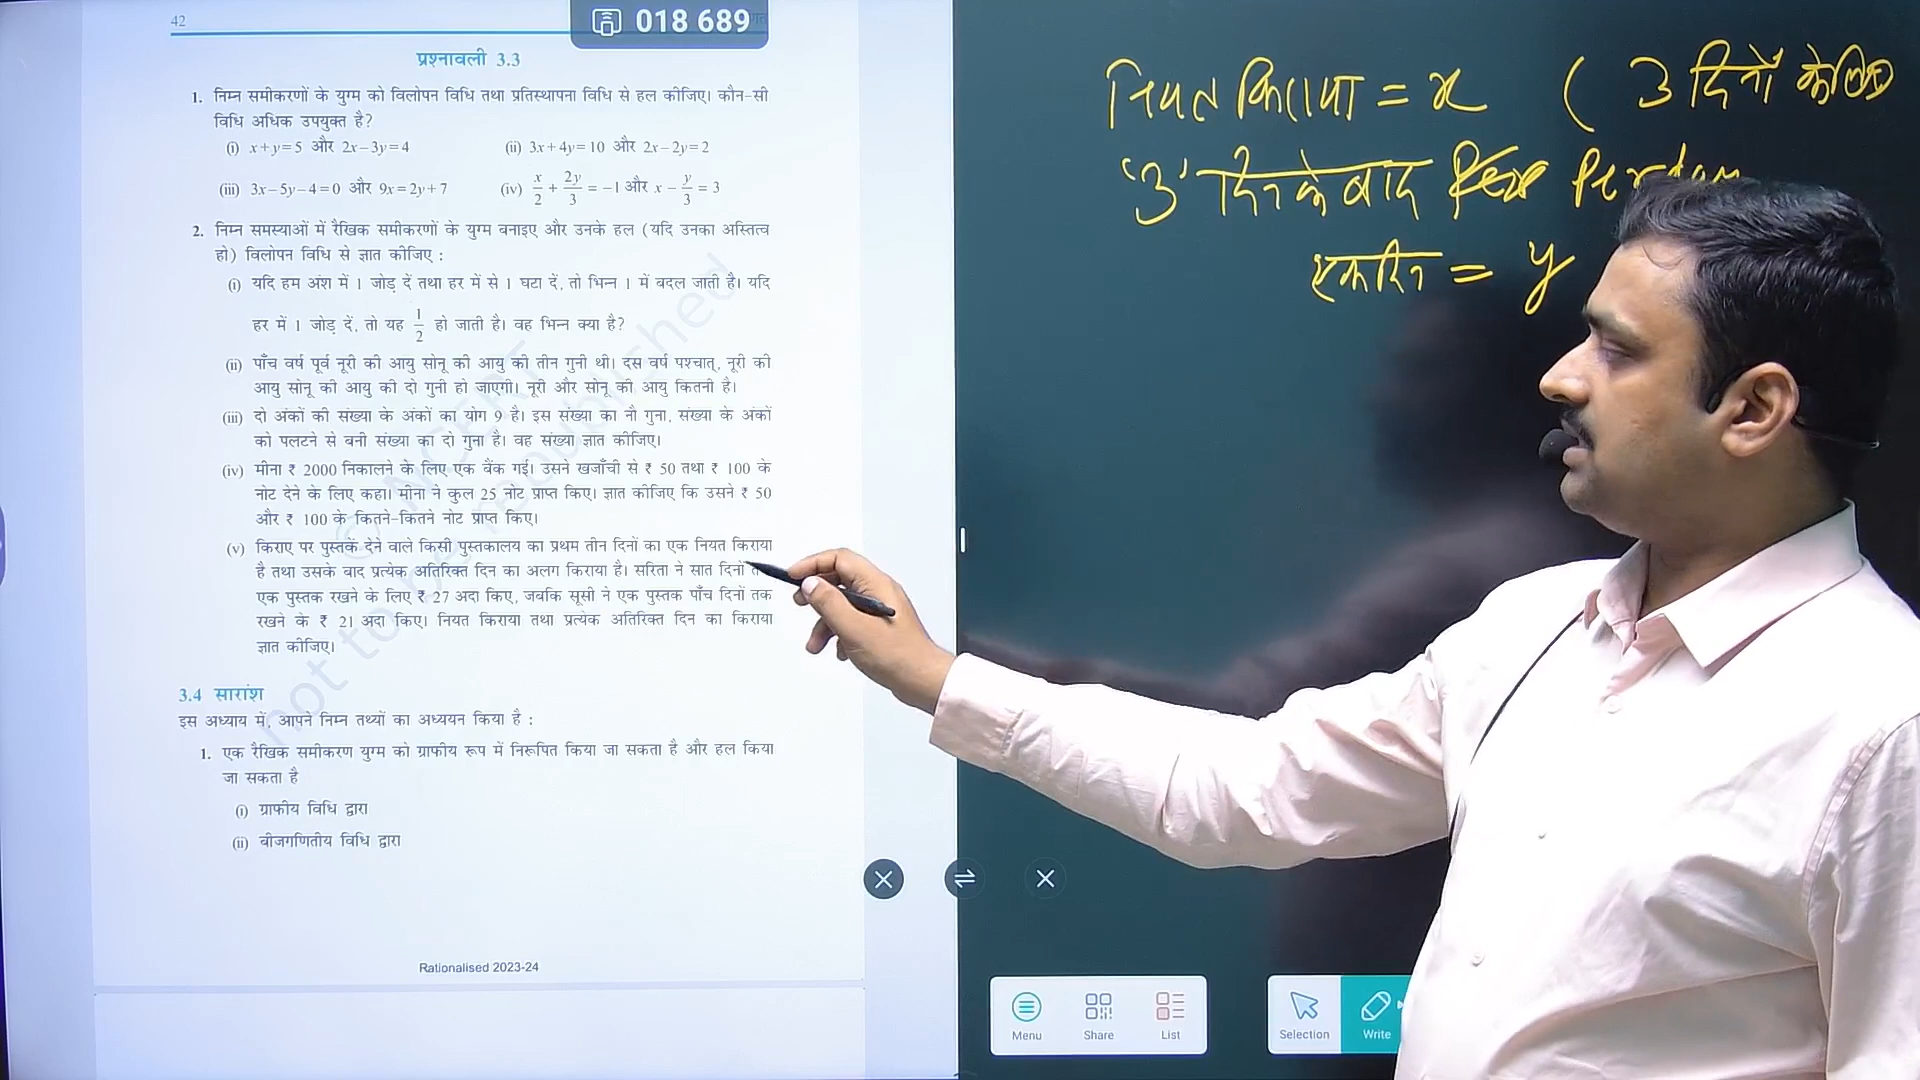 42
018 689
प्रश्नावली 3.3
1. निम्न समीकरणों के युग्म को विलोपन विधि तथा प्रतिस्थापना विधि से हल कीजिए। कौन-सी
विधि अधिक उपयुक्त है?
(i) x+y=5 और 2x-3y=4 (ii) 3x+4y=10 और 2x-2y=2
(iii) 3x-5y-4=0 और 9x=2y+7 (iv) x/2 + 2y/3 = -1 और x - y/3 = 3
2. निम्न समस्याओं में रैखिक समीकरणों के युग्म बनाइए और उनके हल (यदि उनका अस्तित्व
हो) विलोपन विधि से ज्ञात कीजिए :
(i) यदि हम अंश में 1 जोड़ दें तथा हर में से 1 घटा दें, तो भिन्न 1 में बदल जाती है। यदि
हर में 1 जोड़ दें, तो यह 1/2 हो जाती है। वह भिन्न क्या है?
(ii) पाँच वर्ष पूर्व नूरी की आयु सोनू की आयु की तीन गुनी थी। दस वर्ष पश्चात्, नूरी की
आयु सोनू की आयु की दो गुनी हो जाएगी। नूरी और सोनू की आयु कितनी है।
(iii) दो अंकों की संख्या के अंकों का योग 9 है। इस संख्या का नौ गुना, संख्या के अंकों
को पलटने से बनी संख्या का दो गुना है। वह संख्या ज्ञात कीजिए।
(iv) मीना ₹ 2000 निकालने के लिए एक बैंक गई। उसने खजाँची से ₹ 50 तथा ₹ 100 के
नोट देने के लिए कहा। मीना ने कुल 25 नोट प्राप्त किए। ज्ञात कीजिए कि उसने ₹ 50
और ₹ 100 के कितने-कितने नोट प्राप्त किए।
(v) किराए पर पुस्तकें देने वाले किसी पुस्तकालय का प्रथम तीन दिनों का एक नियत किराया
है तथा उसके बाद प्रत्येक अतिरिक्त दिन का अलग किराया है। सरिता ने सात दिनों
एक पुस्तक रखने के लिए ₹ 27 अदा किए, जबकि सूसी ने एक पुस्तक पाँच दिनों तक
रखने के ₹ 21 अदा किए। नियत किराया तथा प्रत्येक अतिरिक्त दिन का किराया
ज्ञात कीजिए।
3.4 सारांश
इस अध्याय में, आपने निम्न तथ्यों का अध्ययन किया है :
1. एक रैखिक समीकरण युग्म को ग्राफीय रूप में निरूपित किया जा सकता है और हल किया
जा सकता है
(i) ग्राफीय विधि द्वारा
(ii) बीजगणितीय विधि द्वारा
Rationalised 2023-24
© NCERT
not to be republished
नियत किराया = x ( 3 दिनों के लिए
'3' दिन के बाद
= y
Menu
Share
List
Selection
Write